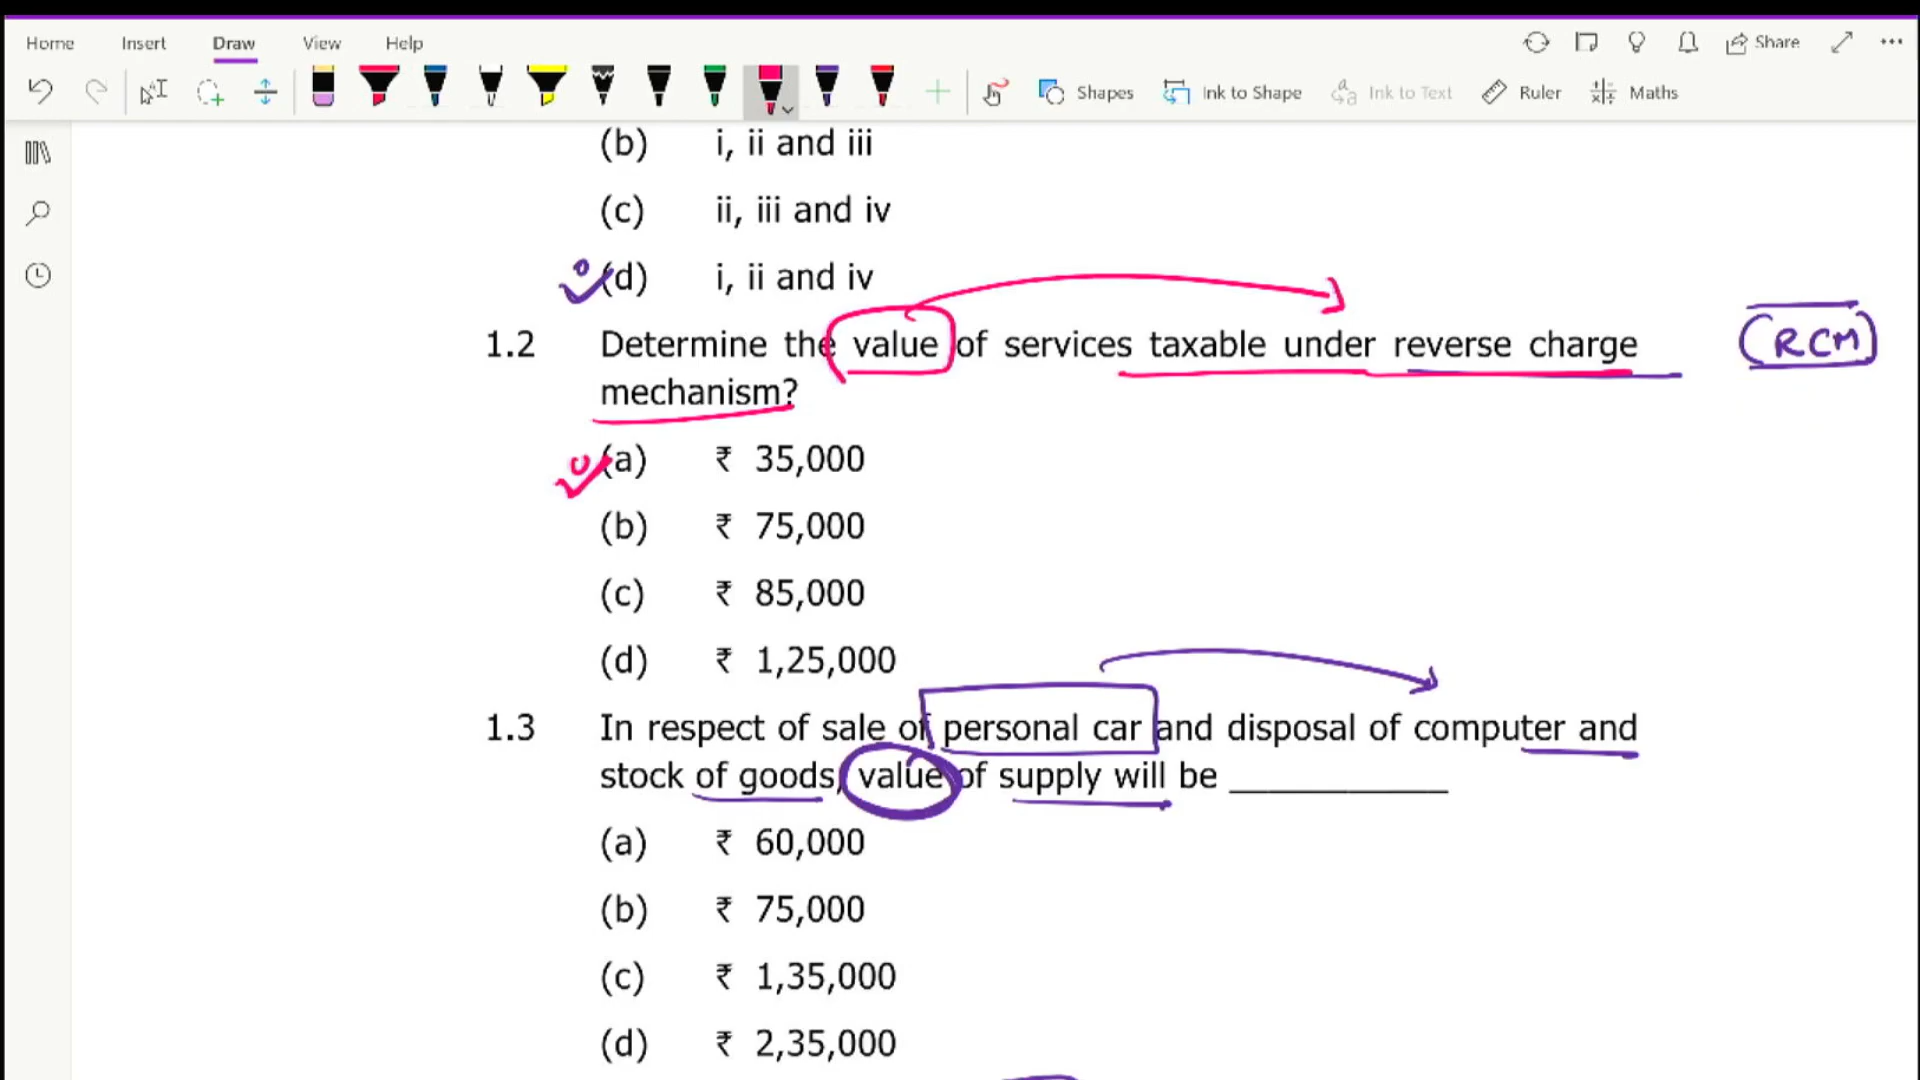 Home Insert Draw View Help Share
Shapes Ink to Shape Ink to Text Ruler Maths
(b) i, ii and iii
(c) ii, iii and iv
(d) i, ii and iv
1.2 Determine the value of services taxable under reverse charge (RCM)
mechanism?
(a) ₹ 35,000
(b) ₹ 75,000
(c) ₹ 85,000
(d) ₹ 1,25,000
1.3 In respect of sale of personal car and disposal of computer and
stock of goods, value of supply will be ___________
(a) ₹ 60,000
(b) ₹ 75,000
(c) ₹ 1,35,000
(d) ₹ 2,35,000